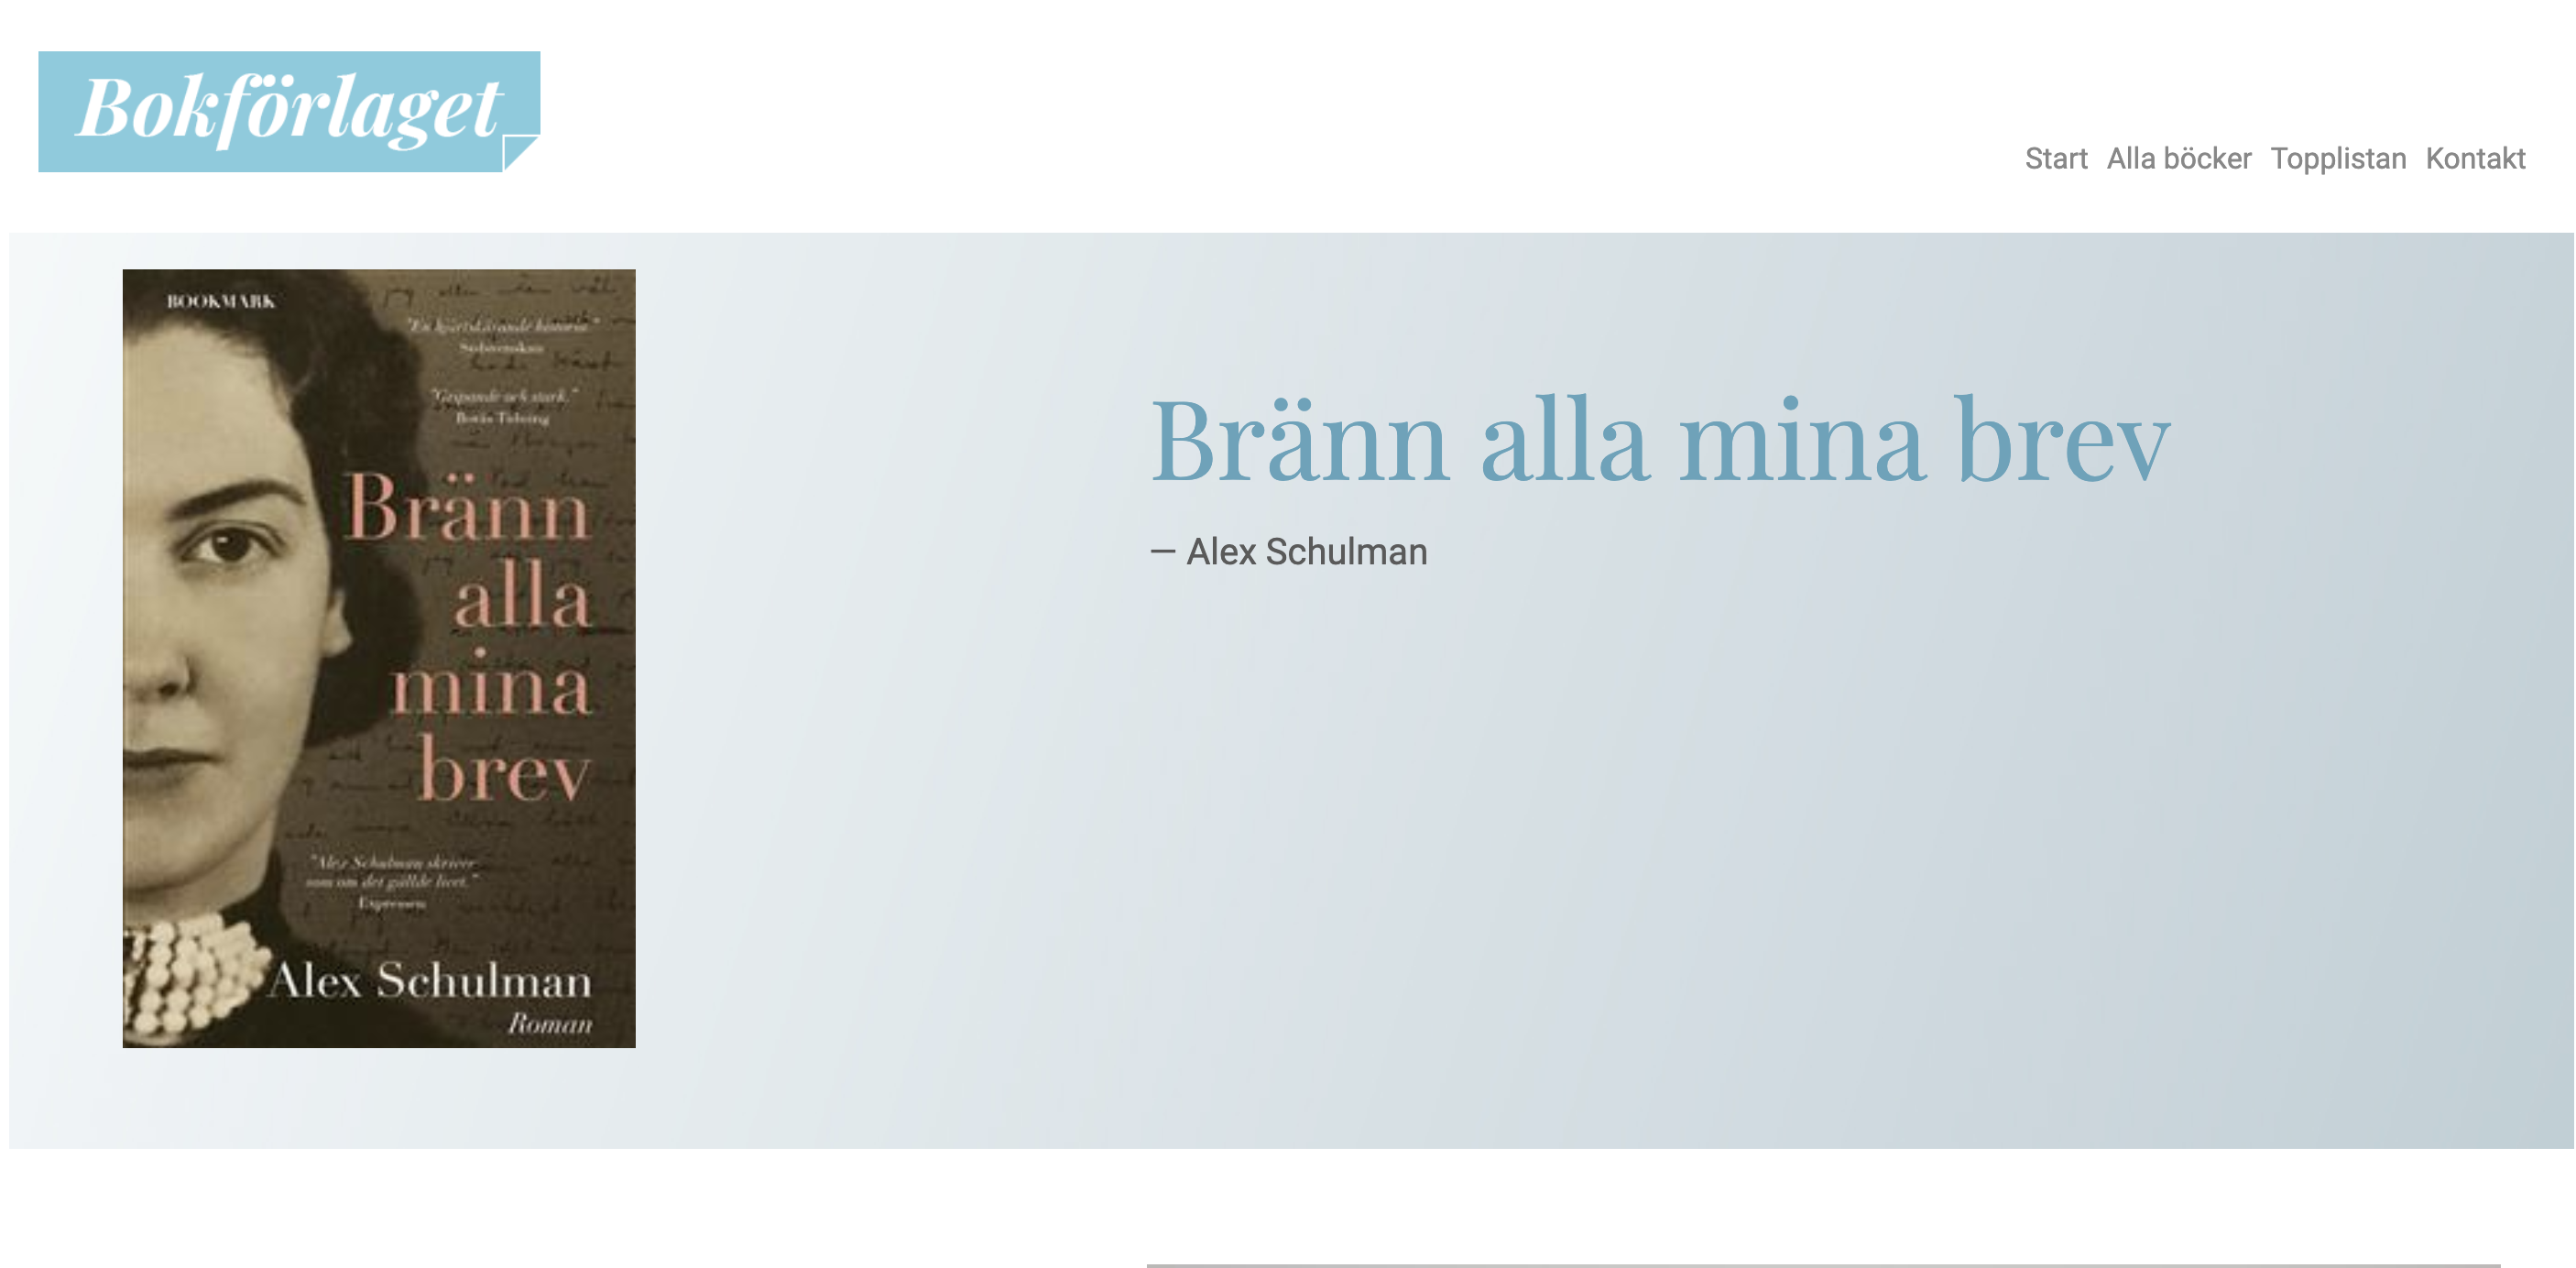 Bokförlaget
Start Alla böcker Topplistan Kontakt
BOOKMARK
"En hjärtskärande historia."
Sydsvenskan
"Gripande och stark."
Borås Tidning
Bränn
alla
mina
brev
"Alex Schulman skriver
som om det gällde livet."
Expressen
Alex Schulman
Roman
Bränn alla mina brev
— Alex Schulman